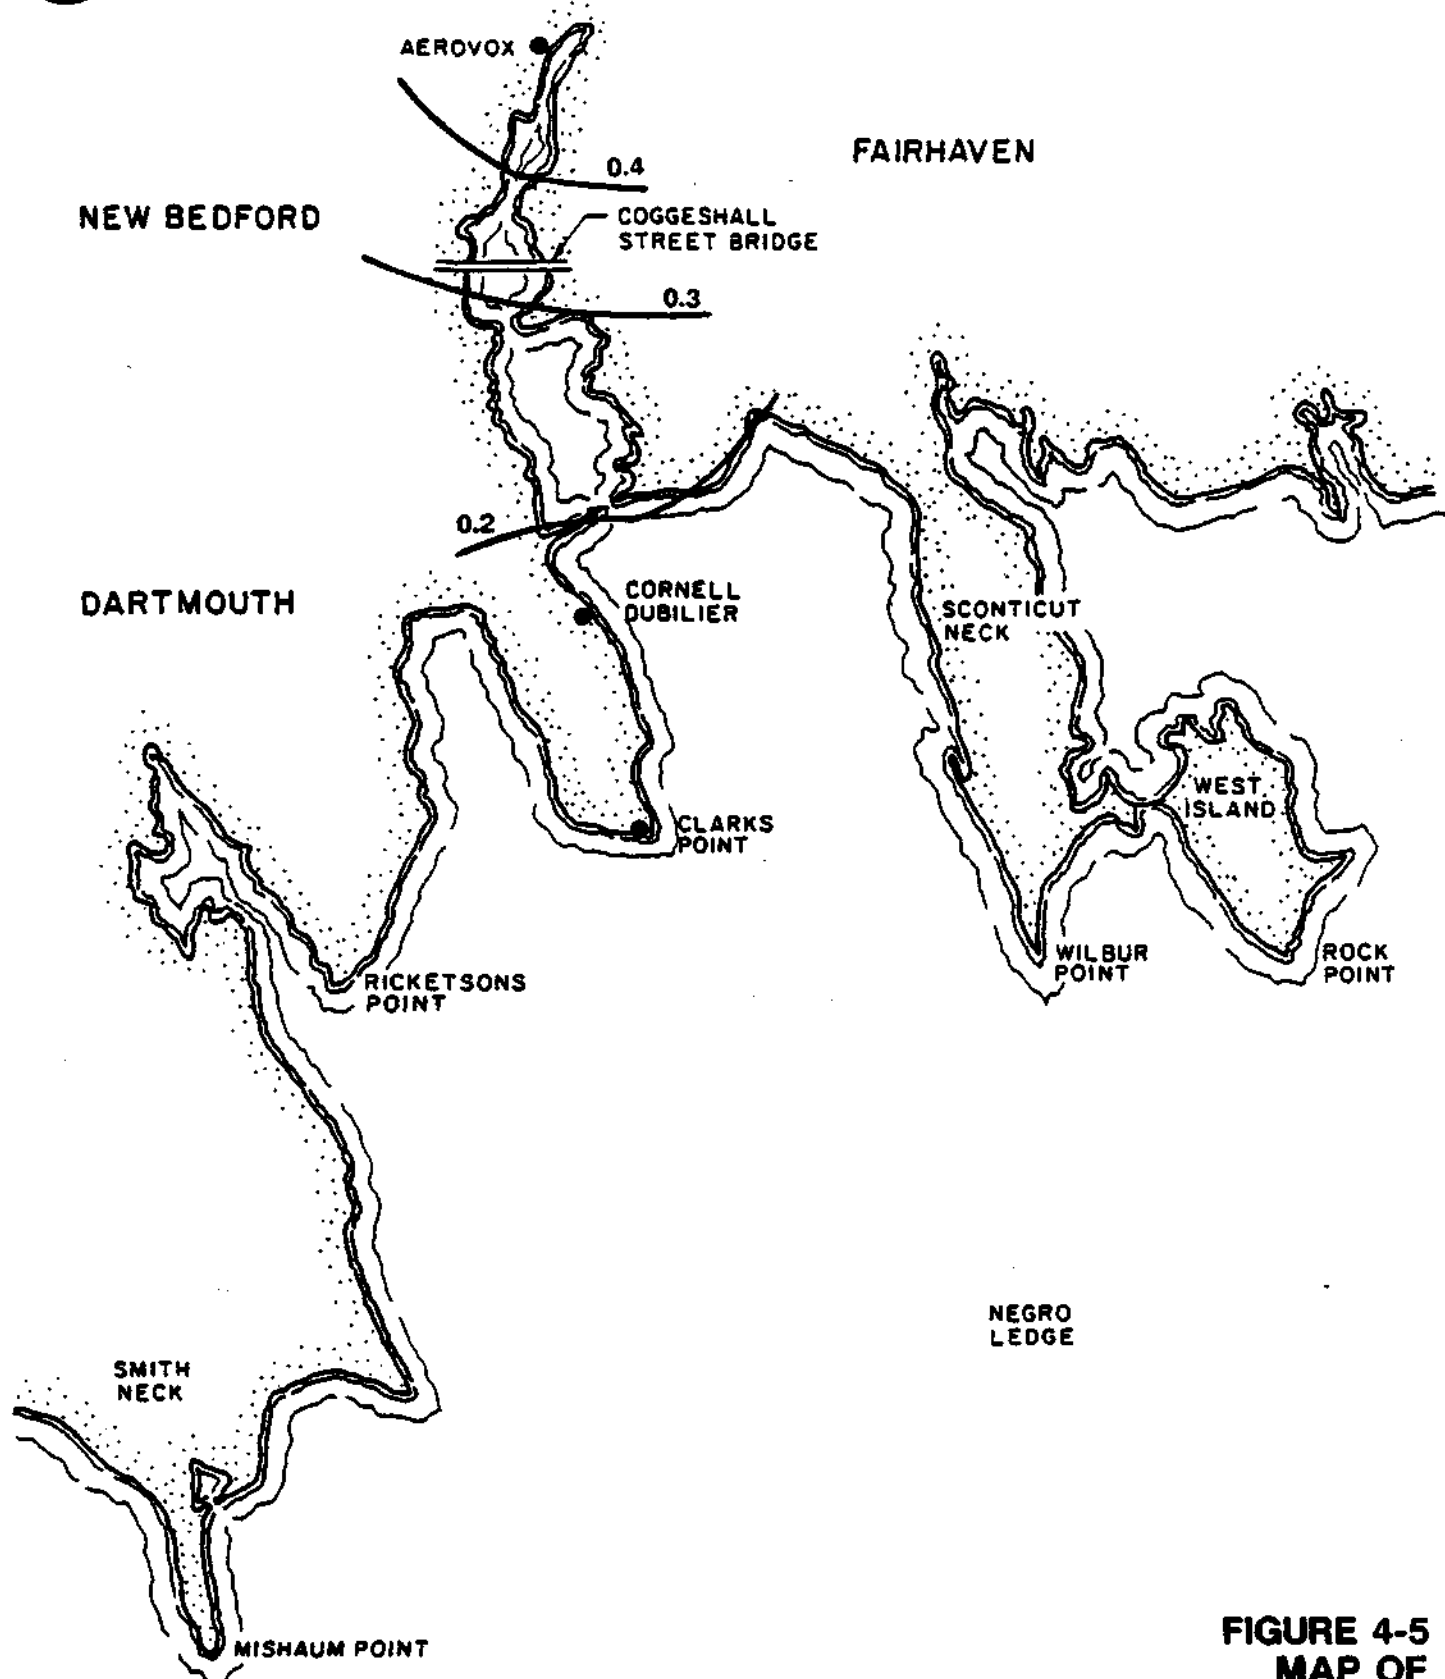 AEROVOX
FAIRHAVEN
0.4
NEW BEDFORD
COGGESHALL
STREET BRIDGE
0.3
0.2
DARTMOUTH
CORNELL
DUBILIER
SCONTICUT
NECK
WEST
ISLAND
CLARKS
POINT
WILBUR
POINT
ROCK
POINT
RICKETSONS
POINT
NEGRO
LEDGE
SMITH
NECK
MISHAUM POINT
FIGURE 4-5
MAP OF